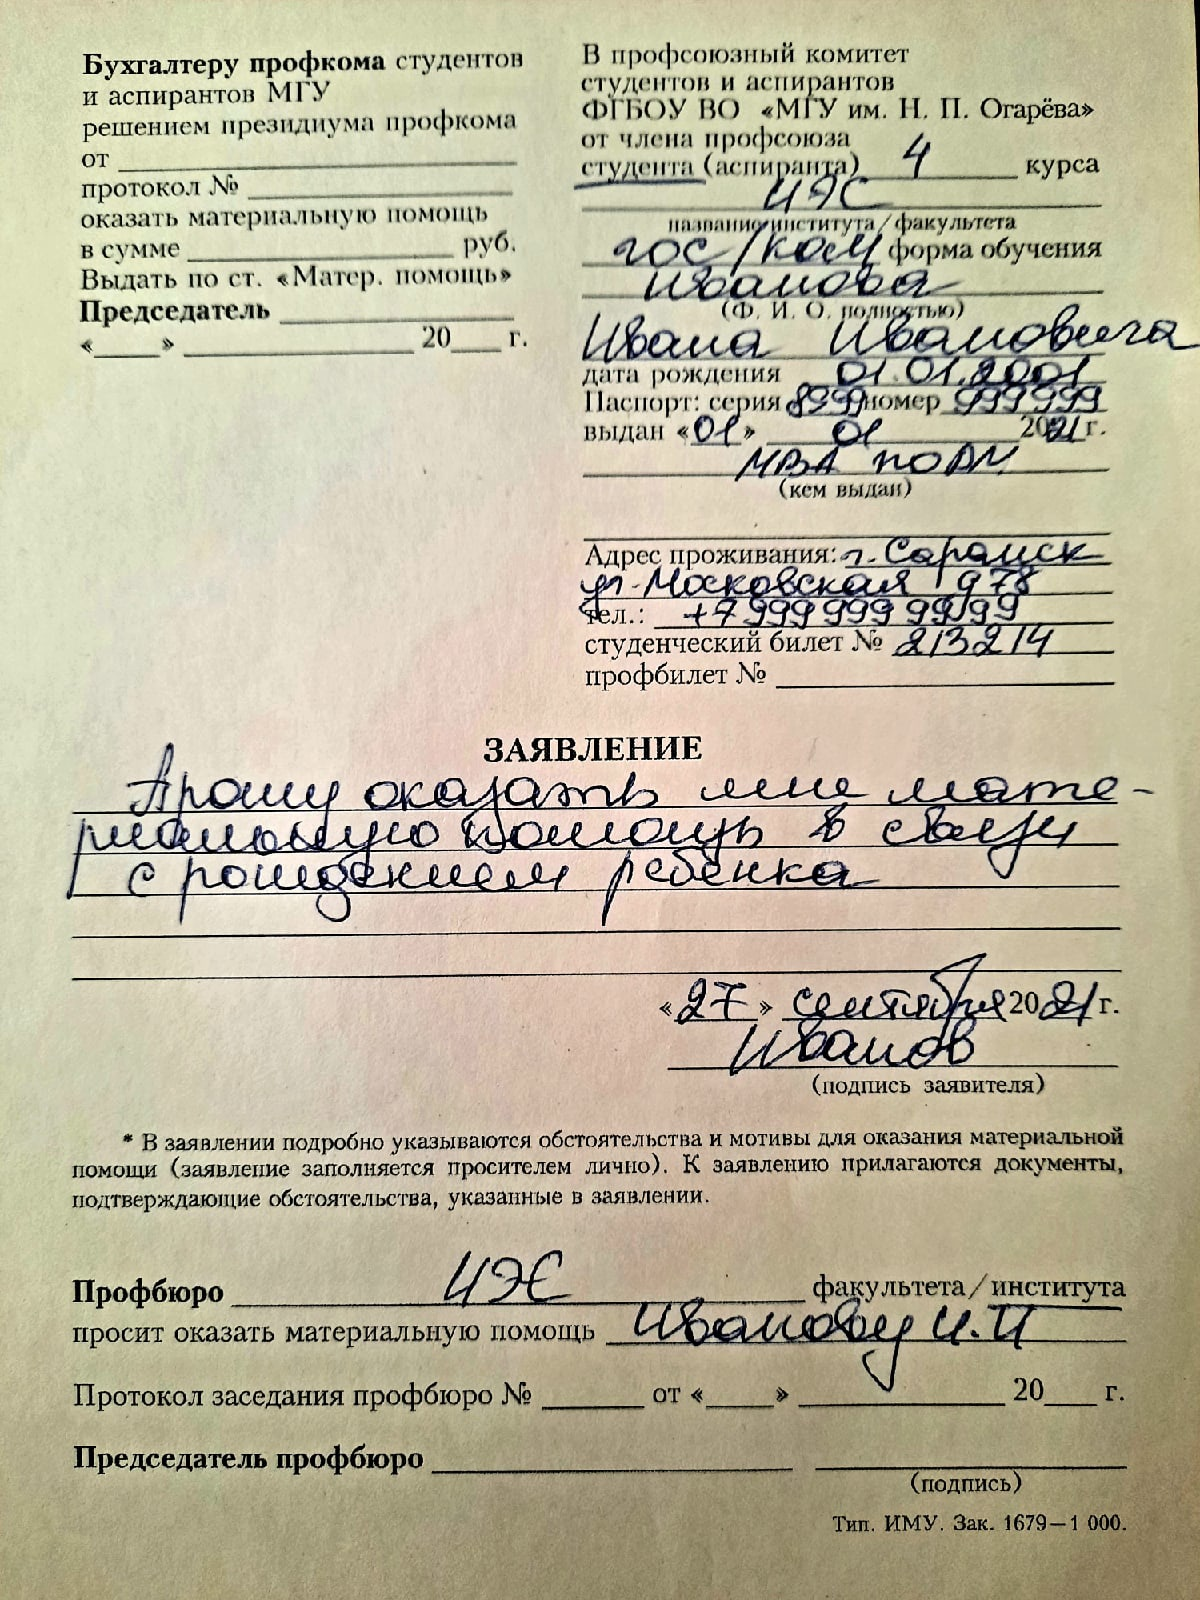 Бухгалтеру профкома студентов
и аспирантов МГУ
решением президиума профкома
от
протокол №
оказать материальную помощь
в сумме руб.
Выдать по ст. «Матер. помощь»
Председатель
« » 20 г.
В профсоюзный комитет
студентов и аспирантов
ФГБОУ ВО «МГУ им. Н. П. Огарёва»
от члена профсоюза
студента (аспиранта) 4 курса
ИЭС
название института/факультета
гос/ком форма обучения
Иванова
(Ф. И. О. полностью)
Ивана Ивановича
дата рождения 01.01.2001
Паспорт: серия номер 999999
выдан «01» 01 2021 г.
МВД по РМ
(кем выдан)
Адрес проживания: г. Саранск
ул. Московская д 78
тел.: +7 999 999 99 99
студенческий билет № 213214
профбилет №
ЗАЯВЛЕНИЕ
Прошу оказать мне мате-
риальную помощь в связи
с рождением ребенка
«27» сентября 2021 г.
Иванов
(подпись заявителя)
* В заявлении подробно указываются обстоятельства и мотивы для оказания материальной
помощи (заявление заполняется просителем лично). К заявлению прилагаются документы,
подтверждающие обстоятельства, указанные в заявлении.
Профбюро ИЭС факультета/института
просит оказать материальную помощь Иванову И.И
Протокол заседания профбюро № от « » 20 г.
Председатель профбюро
(подпись)
Тип. ИМУ. Зак. 1679—1 000.